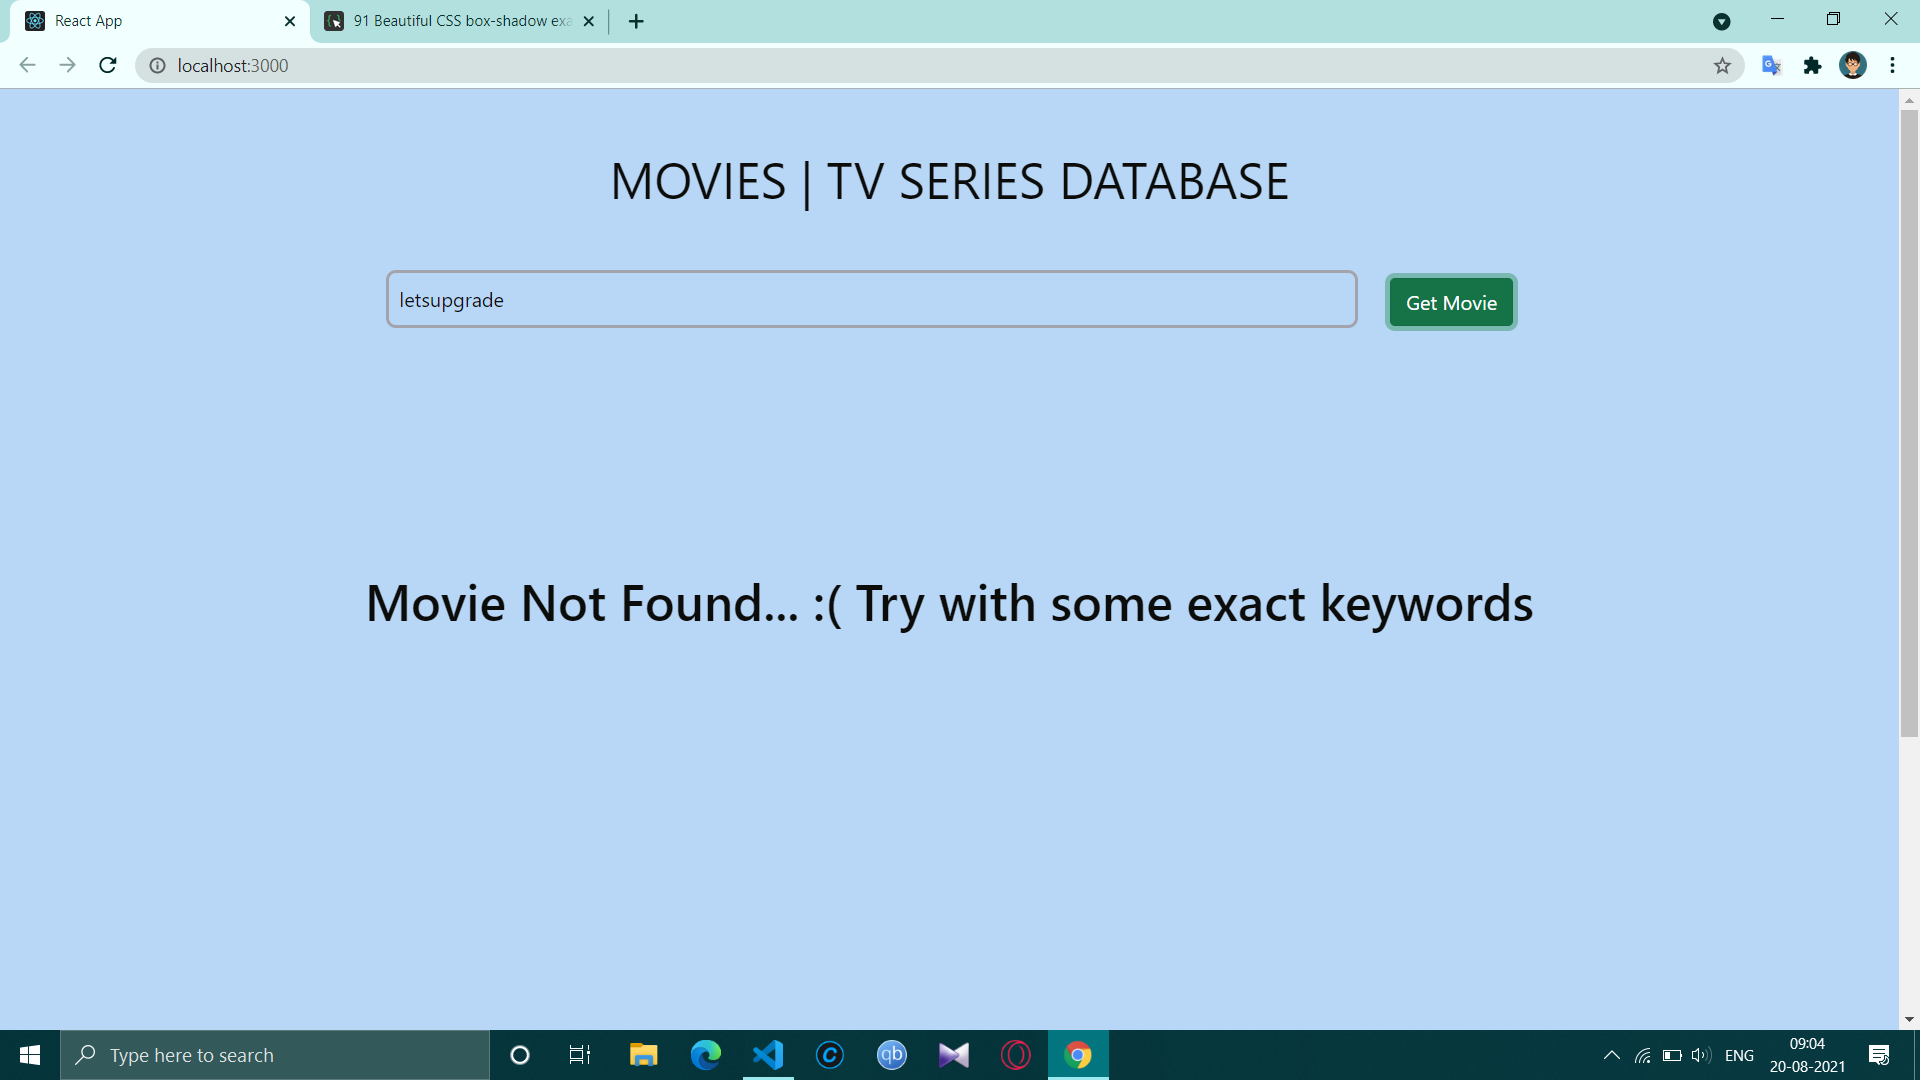 React App
91 Beautiful CSS box-shadow exa
localhost:3000
MOVIES | TV SERIES DATABASE
letsupgrade
Get Movie
Movie Not Found... :( Try with some exact keywords
Type here to search
qb
ENG
09:04
20-08-2021